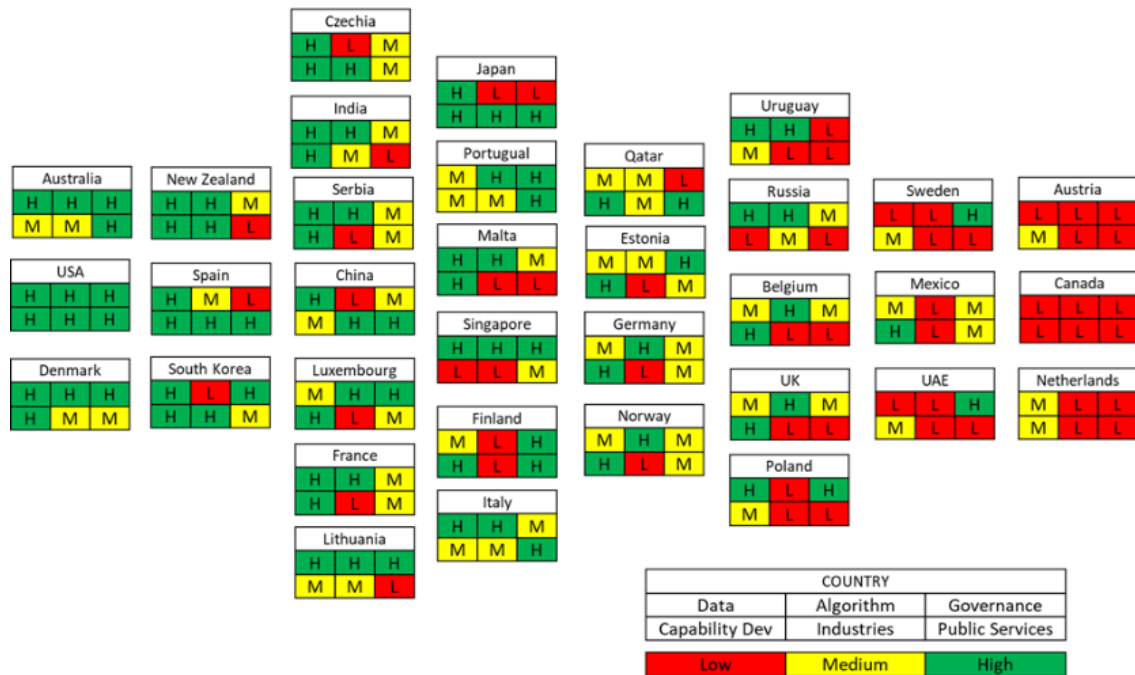 Czechia
H L M
H H M
India
H H M
H M L
Japan
H L L
H H H
Uruguay
H H L
M L L
Portugual
M H H
M M H
Qatar
M M L
H M H
Australia
H H H
M M H
New Zealand
H H M
H H L
Serbia
H H M
H L M
Russia
H H M
L M L
Sweden
L L H
M L L
Austria
L L L
M L L
Malta
H H M
H L L
Estonia
M M H
H L M
USA
H H H
H H H
Spain
H M L
H H H
China
H L M
M H H
Belgium
M H M
H L L
Mexico
M L M
H L M
Canada
L L L
L L L
Singapore
H H H
L L M
Germany
M H M
H L M
Denmark
H H H
H M M
South Korea
H L H
H H M
Luxembourg
M H H
H L M
UK
M H M
H L L
UAE
L L H
M L L
Netherlands
M L L
M L L
Finland
M L H
H L H
Norway
M H M
H L M
France
H H M
H L M
Poland
H L H
M L L
Italy
H H M
M M H
Lithuania
H H H
M M L
COUNTRY
Data Algorithm Governance
Capability Dev Industries Public Services
Low Medium High